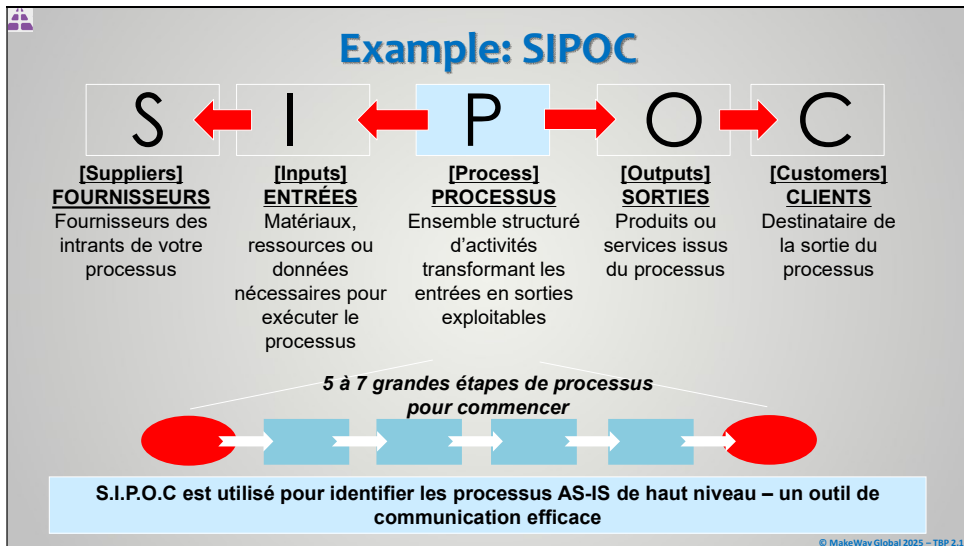 Example: SIPOC
S
I
P
O
C
[Suppliers]
FOURNISSEURS
Fournisseurs des
intrants de votre
processus
[Inputs]
ENTRÉES
Matériaux,
ressources ou
données
nécessaires pour
exécuter le
processus
[Process]
PROCESSUS
Ensemble structuré
d’activités
transformant les
entrées en sorties
exploitables
[Outputs]
SORTIES
Produits ou
services issus
du processus
[Customers]
CLIENTS
Destinataire de
la sortie du
processus
5 à 7 grandes étapes de processus
pour commencer
S.I.P.O.C est utilisé pour identifier les processus AS-IS de haut niveau – un outil de
communication efficace
© MakeWay Global 2025 – TBP 2.1